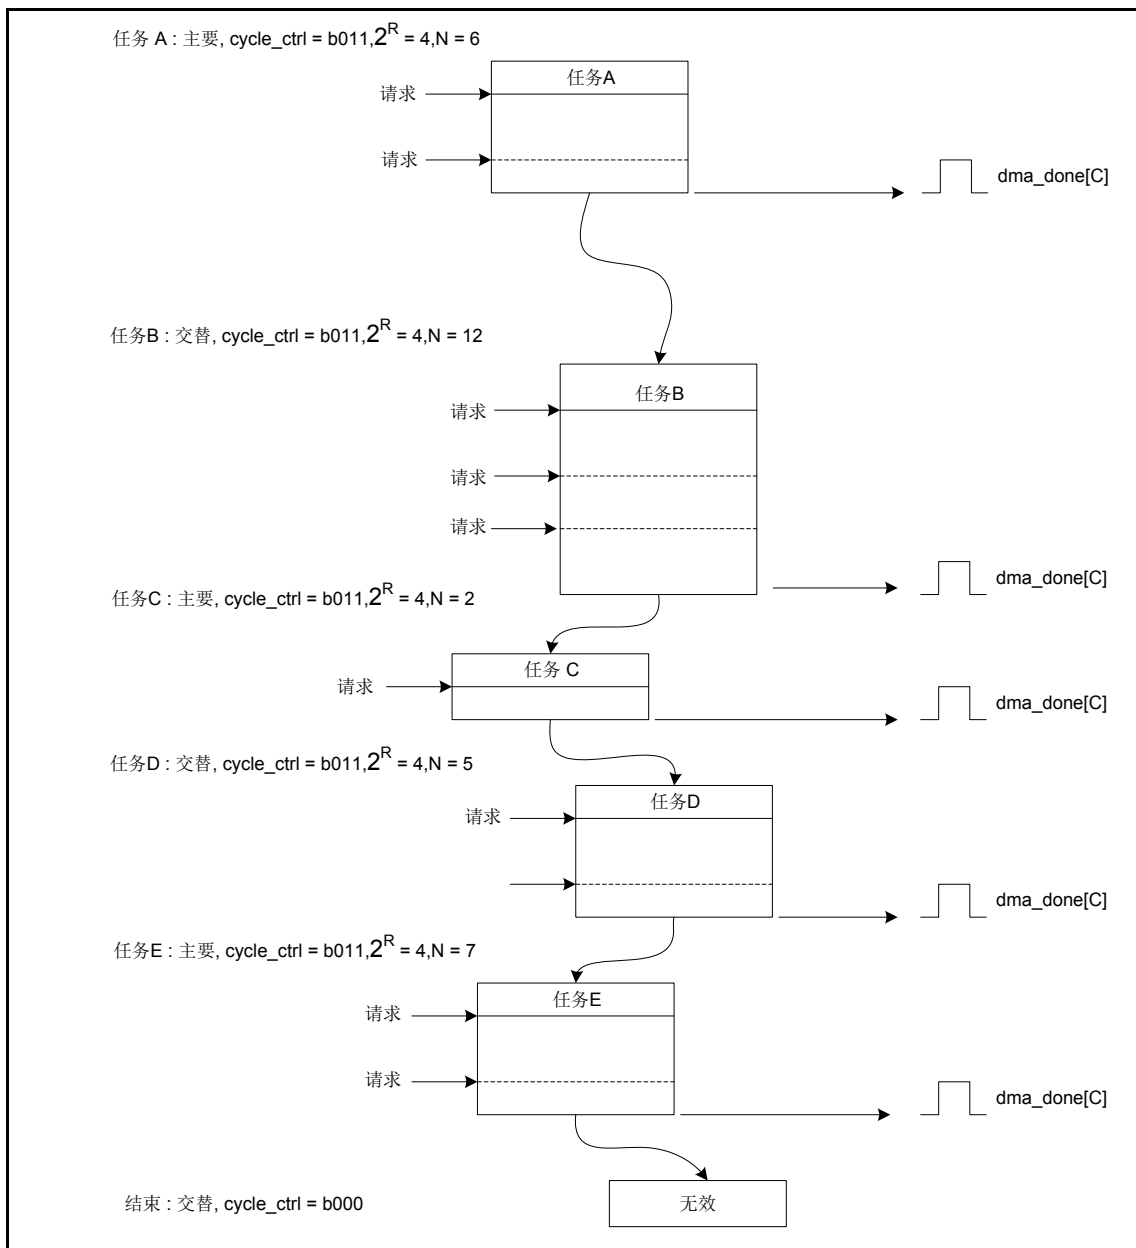 任务 A : 主要, cycle_ctrl = b011,2^R = 4,N = 6
任务A
请求
请求
dma_done[C]
任务B : 交替, cycle_ctrl = b011,2^R = 4,N = 12
任务B
请求
请求
请求
dma_done[C]
任务C : 主要, cycle_ctrl = b011,2^R = 4,N = 2
任务 C
请求
dma_done[C]
任务D : 交替, cycle_ctrl = b011,2^R = 4,N = 5
任务D
请求
dma_done[C]
任务E : 主要, cycle_ctrl = b011,2^R = 4,N = 7
任务E
请求
请求
dma_done[C]
结束 : 交替, cycle_ctrl = b000
无效